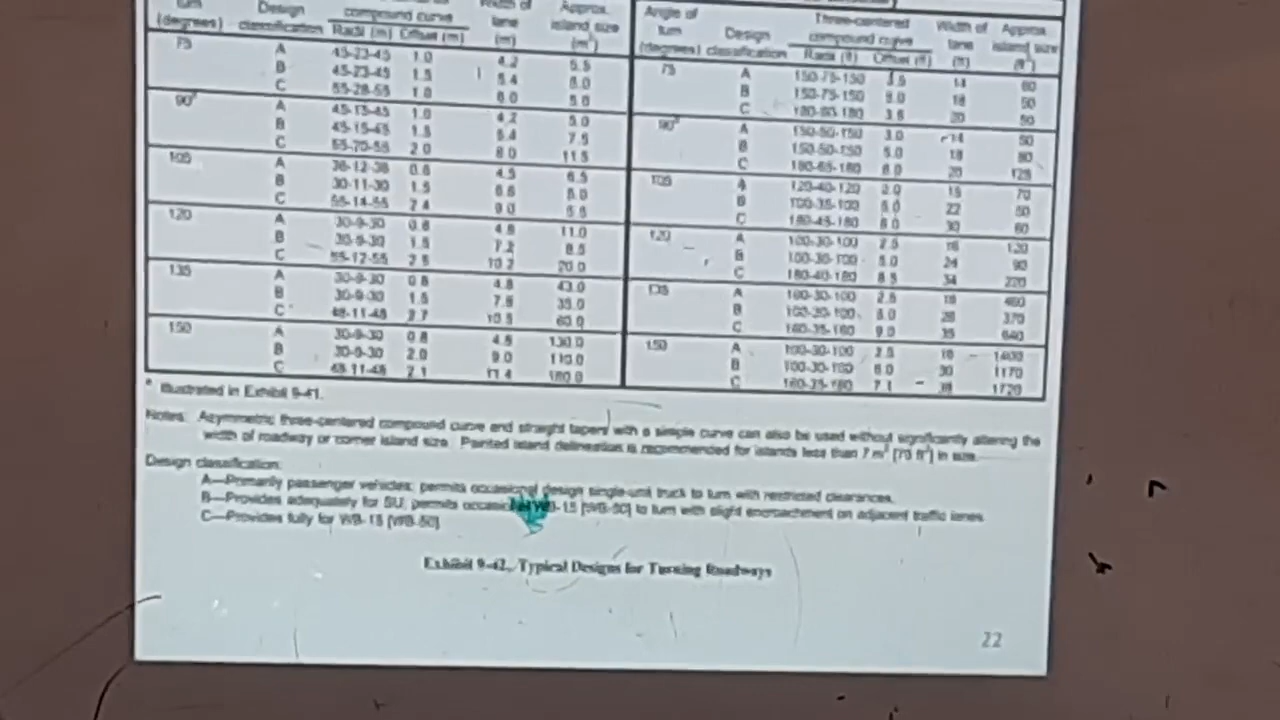 turn Design compound curve Width of lane Approx. island size
(degrees) classification Radii (m) Offset (m) (m) (m²)
75 A 45-23-45 1.0 4.2 5.5
B 45-23-45 1.5 5.4 5.0
C 55-28-55 1.0 6.0 5.0
90ª A 45-15-45 1.0 4.2 5.0
B 45-15-45 1.5 5.4 7.5
C 55-20-55 2.0 6.0 11.5
105 A 36-12-36 0.6 4.5 6.5
B 30-11-30 1.5 6.6 5.0
C 55-14-55 2.4 9.0 5.5
120 A 30-9-30 0.8 4.8 11.0
B 30-9-30 1.5 7.2 8.5
C 55-12-55 2.5 10.2 20.0
135 A 30-9-30 0.8 4.8 43.0
B 30-9-30 1.5 7.8 35.0
C 48-11-48 2.7 10.5 60.0
150 A 30-9-30 0.8 4.8 130.0
B 30-9-30 2.0 9.0 110.0
C 48-11-48 2.1 11.4 160.0
Angle of turn Design Three-centered compound curve Width of lane Approx. island size
(degrees) classification Radii (ft) Offset (ft) (ft) (ft²)
75 A 150-75-150 3.5 14 60
B 150-75-150 5.0 18 50
C 180-90-180 3.5 20 50
90ª A 150-50-150 3.0 14 50
B 150-50-150 5.0 18 80
C 180-65-180 6.0 20 125
105 A 120-40-120 2.0 15 70
B 100-35-100 5.0 22 50
C 180-45-180 8.0 30 60
120 A 100-30-100 2.5 16 120
B 100-30-100 5.0 24 90
C 180-40-180 8.5 34 220
135 A 100-30-100 2.5 16 460
B 100-30-100 5.0 26 370
C 160-35-160 9.0 35 640
150 A 100-30-100 2.5 16 1400
B 100-30-100 6.0 30 1170
C 160-35-160 7.1 38 1720
ª Illustrated in Exhibit 9-41.
Notes: Asymmetric three-centered compound curve and straight tapers with a simple curve can also be used without significantly altering the
width of roadway or corner island size. Painted island delineation is recommended for islands less than 7 m² [75 ft²] in size.
Design classification:
A—Primarily passenger vehicles; permits occasional design single-unit truck to turn with restricted clearances.
B—Provides adequately for SU; permits occasional WB-15 [WB-50] to turn with slight encroachment on adjacent traffic lanes
C—Provides fully for WB-15 [WB-50]
Exhibit 9-42. Typical Designs for Turning Roadways
22